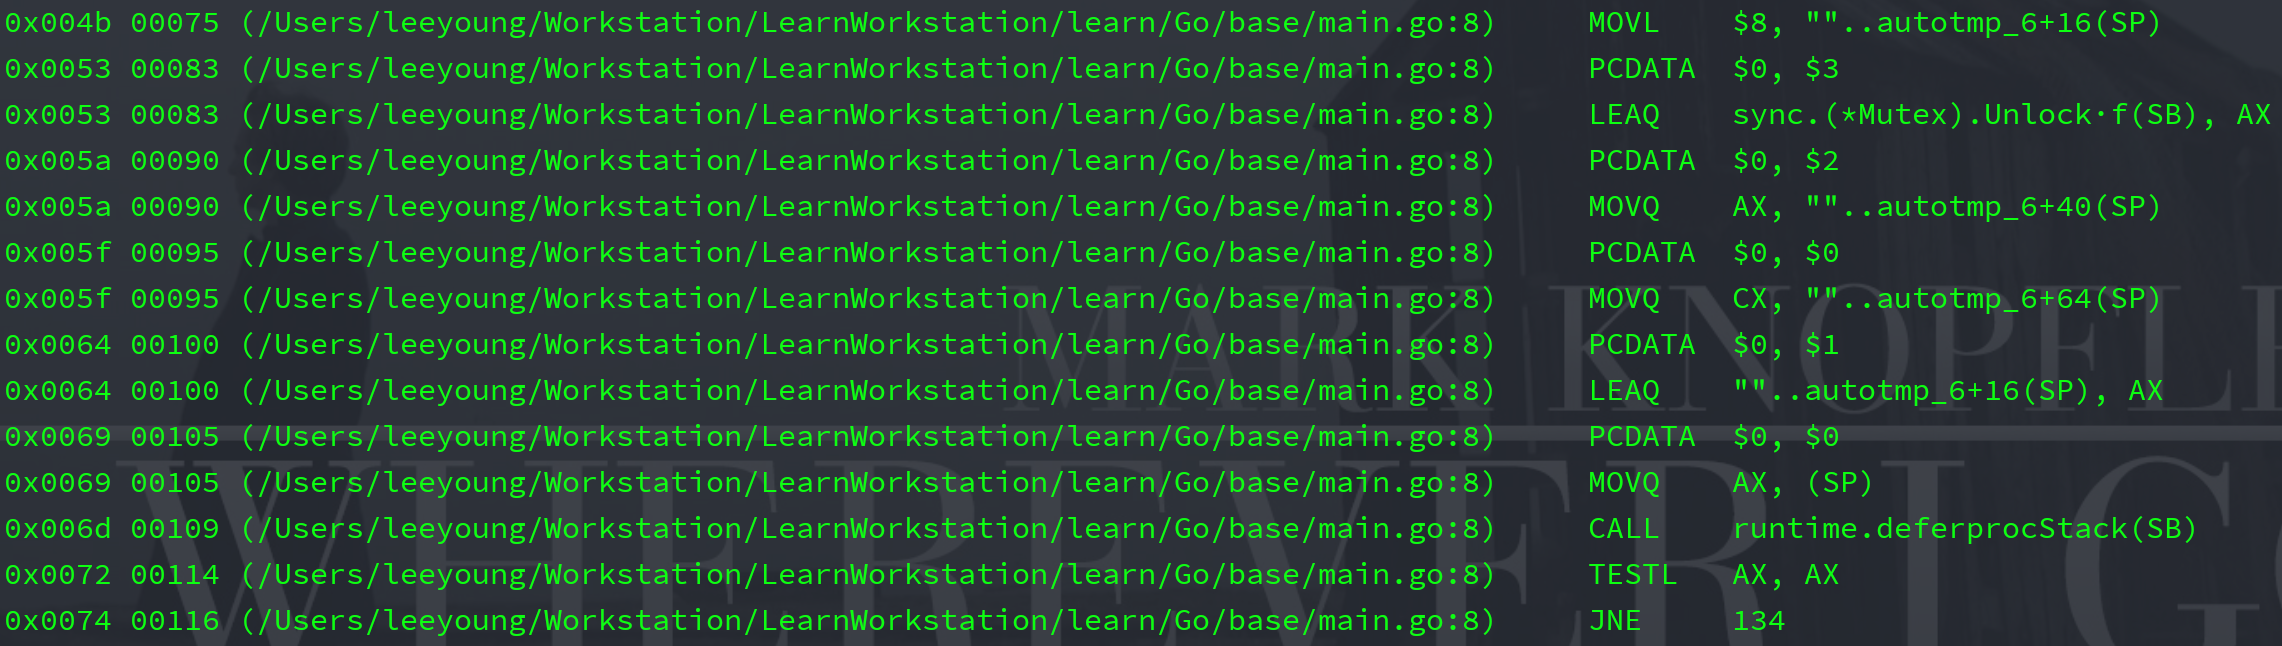 0x004b 00075 (/Users/leeyoung/Workstation/LearnWorkstation/learn/Go/base/main.go:8) MOVL $8, ""..autotmp_6+16(SP)
0x0053 00083 (/Users/leeyoung/Workstation/LearnWorkstation/learn/Go/base/main.go:8) PCDATA $0, $3
0x0053 00083 (/Users/leeyoung/Workstation/LearnWorkstation/learn/Go/base/main.go:8) LEAQ sync.(*Mutex).Unlock·f(SB), AX
0x005a 00090 (/Users/leeyoung/Workstation/LearnWorkstation/learn/Go/base/main.go:8) PCDATA $0, $2
0x005a 00090 (/Users/leeyoung/Workstation/LearnWorkstation/learn/Go/base/main.go:8) MOVQ AX, ""..autotmp_6+40(SP)
0x005f 00095 (/Users/leeyoung/Workstation/LearnWorkstation/learn/Go/base/main.go:8) PCDATA $0, $0
0x005f 00095 (/Users/leeyoung/Workstation/LearnWorkstation/learn/Go/base/main.go:8) MOVQ CX, ""..autotmp_6+64(SP)
0x0064 00100 (/Users/leeyoung/Workstation/LearnWorkstation/learn/Go/base/main.go:8) PCDATA $0, $1
0x0064 00100 (/Users/leeyoung/Workstation/LearnWorkstation/learn/Go/base/main.go:8) LEAQ ""..autotmp_6+16(SP), AX
0x0069 00105 (/Users/leeyoung/Workstation/LearnWorkstation/learn/Go/base/main.go:8) PCDATA $0, $0
0x0069 00105 (/Users/leeyoung/Workstation/LearnWorkstation/learn/Go/base/main.go:8) MOVQ AX, (SP)
0x006d 00109 (/Users/leeyoung/Workstation/LearnWorkstation/learn/Go/base/main.go:8) CALL runtime.deferprocStack(SB)
0x0072 00114 (/Users/leeyoung/Workstation/LearnWorkstation/learn/Go/base/main.go:8) TESTL AX, AX
0x0074 00116 (/Users/leeyoung/Workstation/LearnWorkstation/learn/Go/base/main.go:8) JNE 134
MARK KNOPFL
WHEREVER I G